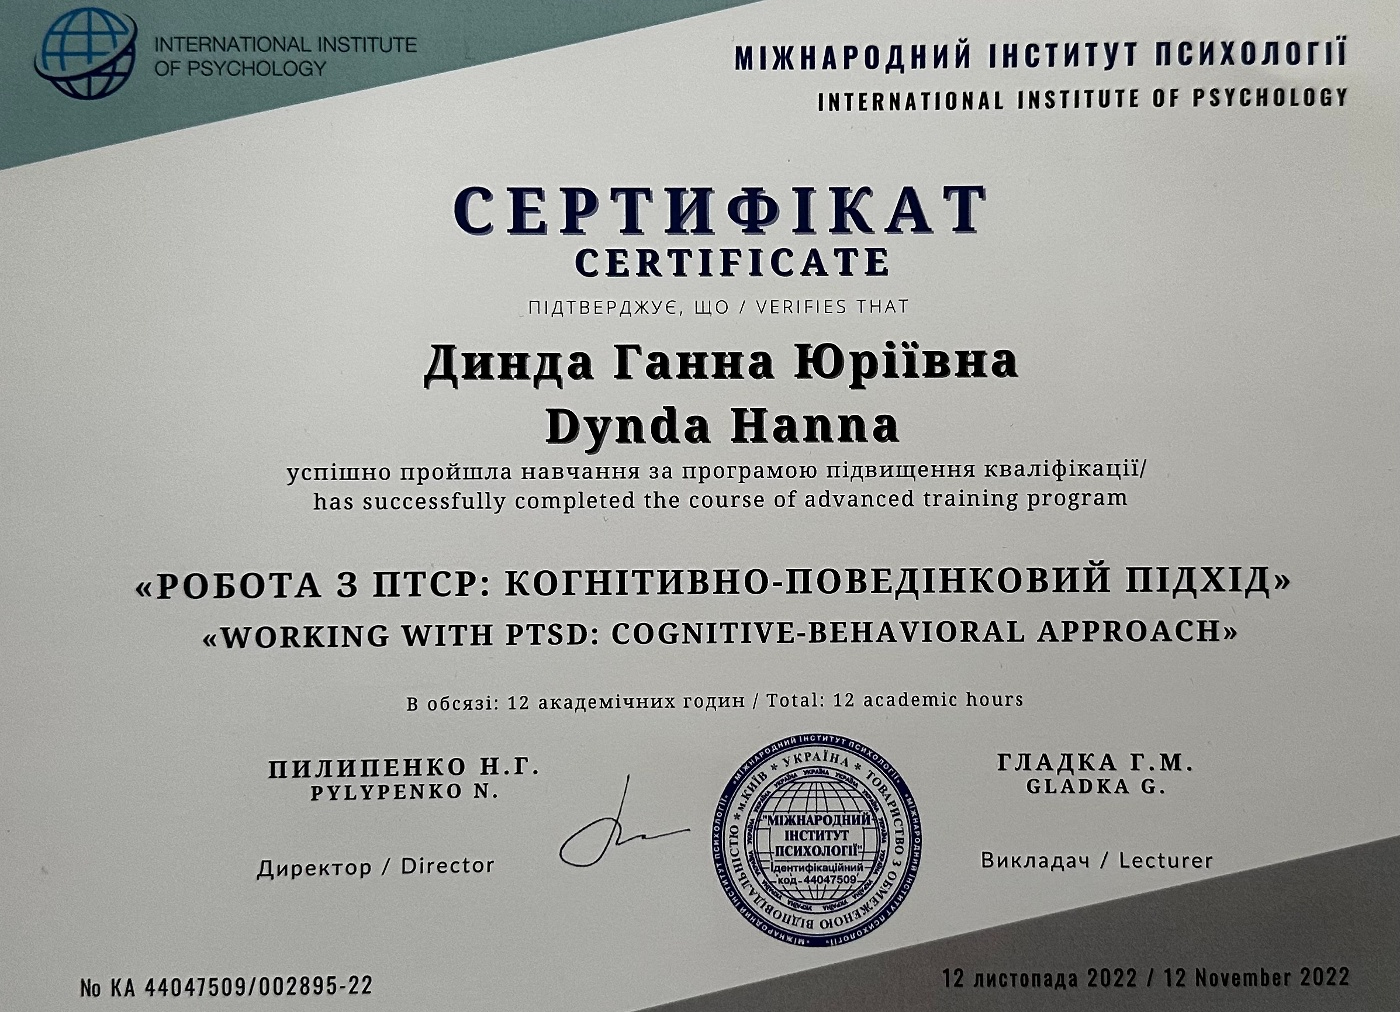 INTERNATIONAL INSTITUTE
OF PSYCHOLOGY
МІЖНАРОДНИЙ ІНСТИТУТ ПСИХОЛОГІЇ
INTERNATIONAL INSTITUTE OF PSYCHOLOGY
СЕРТИФІКАТ
CERTIFICATE
ПІДТВЕРДЖУЄ, ЩО / VERIFIES THAT
Динда Ганна Юріївна
Dynda Hanna
успішно пройшла навчання за програмою підвищення кваліфікації/
has successfully completed the course of advanced training program
«РОБОТА З ПТСР: КОГНІТИВНО-ПОВЕДІНКОВИЙ ПІДХІД»
«WORKING WITH PTSD: COGNITIVE-BEHAVIORAL APPROACH»
В обсязі: 12 академічних годин / Total: 12 academic hours
ПИЛИПЕНКО Н.Г.
PYLYPENKO N.
Директор / Director
МІЖНАРОДНИЙ ІНСТИТУТ ПСИХОЛОГІЇ
* УКРАЇНА * ТОВАРИСТВО З ОБМЕЖЕНОЮ ВІДПОВІДАЛЬНІСТЮ * м.КИЇВ
"МІЖНАРОДНИЙ
ІНСТИТУТ
ПСИХОЛОГІЇ"
Ідентифікаційний
код 44047509
ГЛАДКА Г.М.
GLADKA G.
Викладач / Lecturer
№ КА 44047509/002895-22
12 листопада 2022 / 12 November 2022